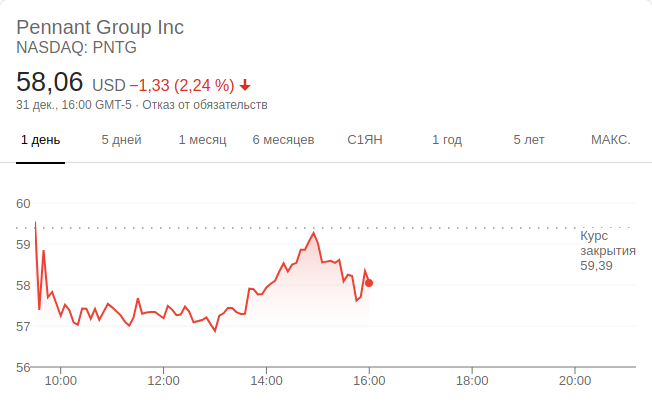 Pennant Group Inc
NASDAQ: PNTG
58,06 USD −1,33 (2,24 %)
31 дек., 16:00 GMT-5 · Отказ от обязательств
1 день 5 дней 1 месяц 6 месяцев С1ЯН 1 год 5 лет МАКС.
60
59
58
57
56
Курс
закрытия
59,39
10:00 12:00 14:00 16:00 18:00 20:00